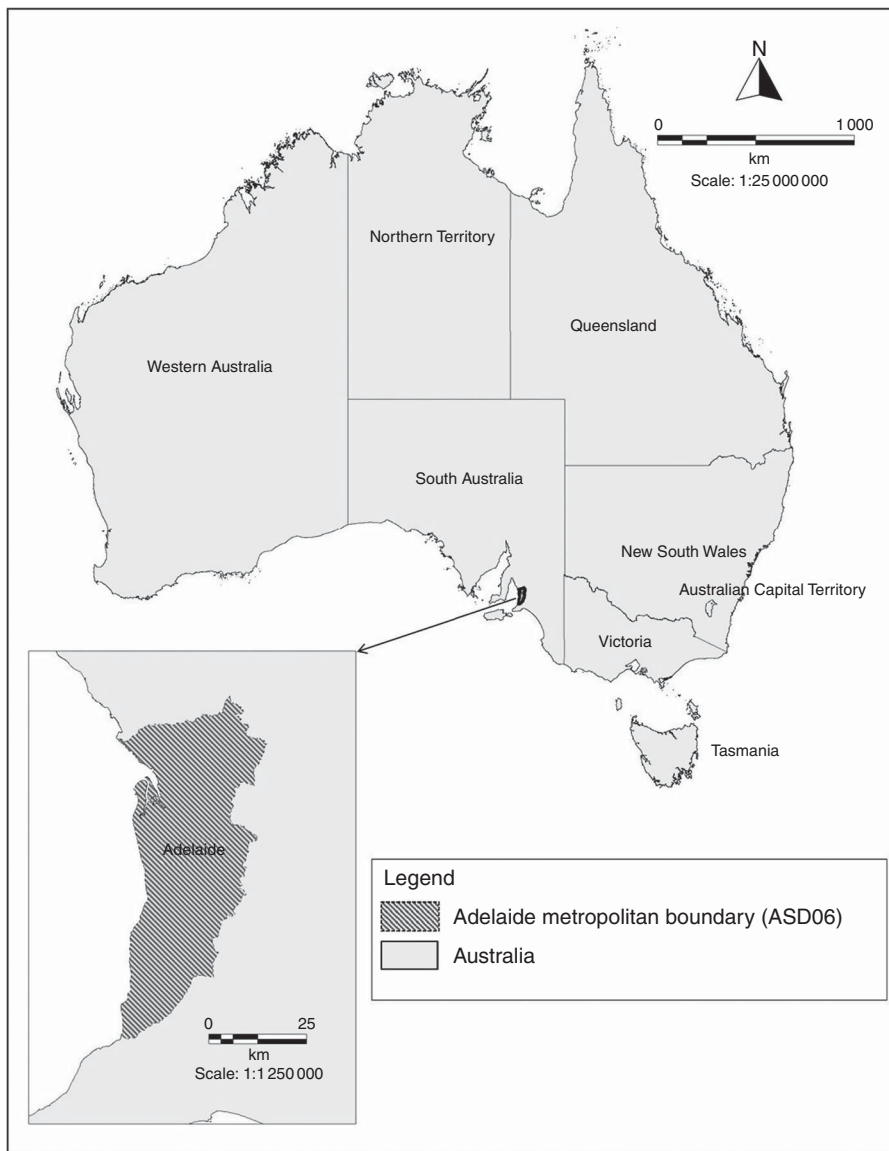 N
0 1 000
km
Scale: 1:25 000 000
Northern Territory
Queensland
Western Australia
South Australia
New South Wales
Australian Capital Territory
Victoria
Tasmania
Adelaide
0 25
km
Scale: 1:1 250 000
Legend
Adelaide metropolitan boundary (ASD06)
Australia